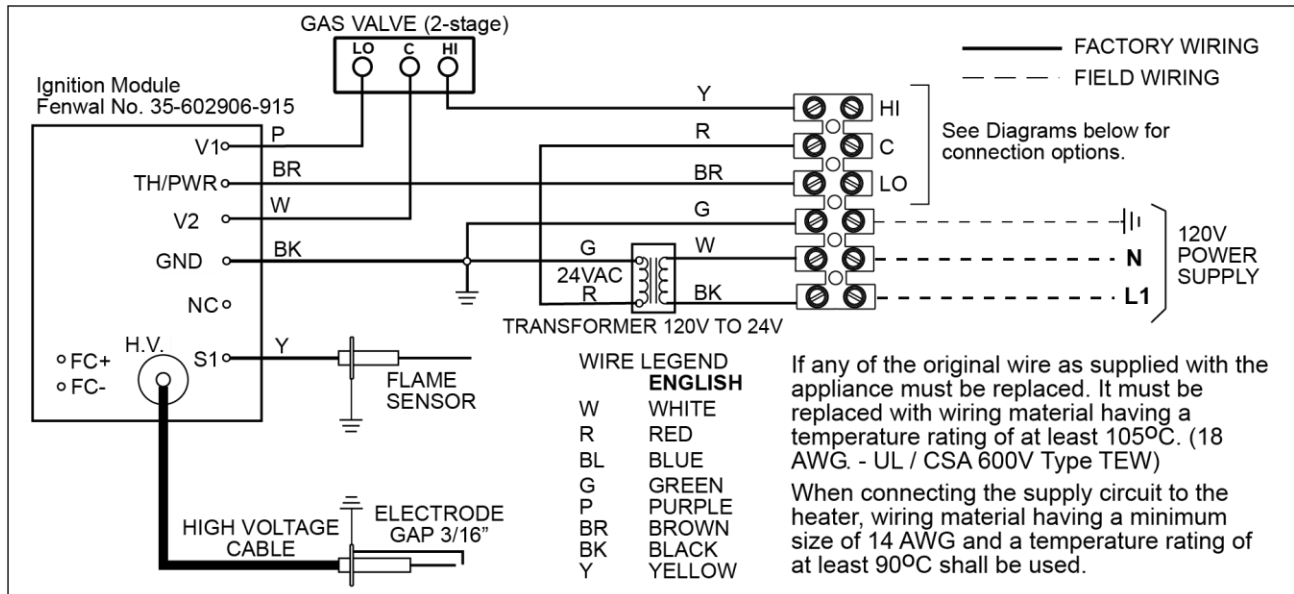 GAS VALVE (2-stage)
LO C HI
Ignition Module
Fenwal No. 35-602906-915
FACTORY WIRING
FIELD WIRING
V1 P
TH/PWR BR
V2 W
GND BK
NC
S1 Y
H.V.
FC+
FC-
Y HI
R C
BR LO
G
W N
BK L1
See Diagrams below for
connection options.
120V
POWER
SUPPLY
G
24VAC
R
TRANSFORMER 120V TO 24V
FLAME
SENSOR
HIGH VOLTAGE
CABLE
ELECTRODE
GAP 3/16”
WIRE LEGEND
ENGLISH
W WHITE
R RED
BL BLUE
G GREEN
P PURPLE
BR BROWN
BK BLACK
Y YELLOW
If any of the original wire as supplied with the
appliance must be replaced. It must be
replaced with wiring material having a
temperature rating of at least 105ºC. (18
AWG. - UL / CSA 600V Type TEW)
When connecting the supply circuit to the
heater, wiring material having a minimum
size of 14 AWG and a temperature rating of
at least 90ºC shall be used.